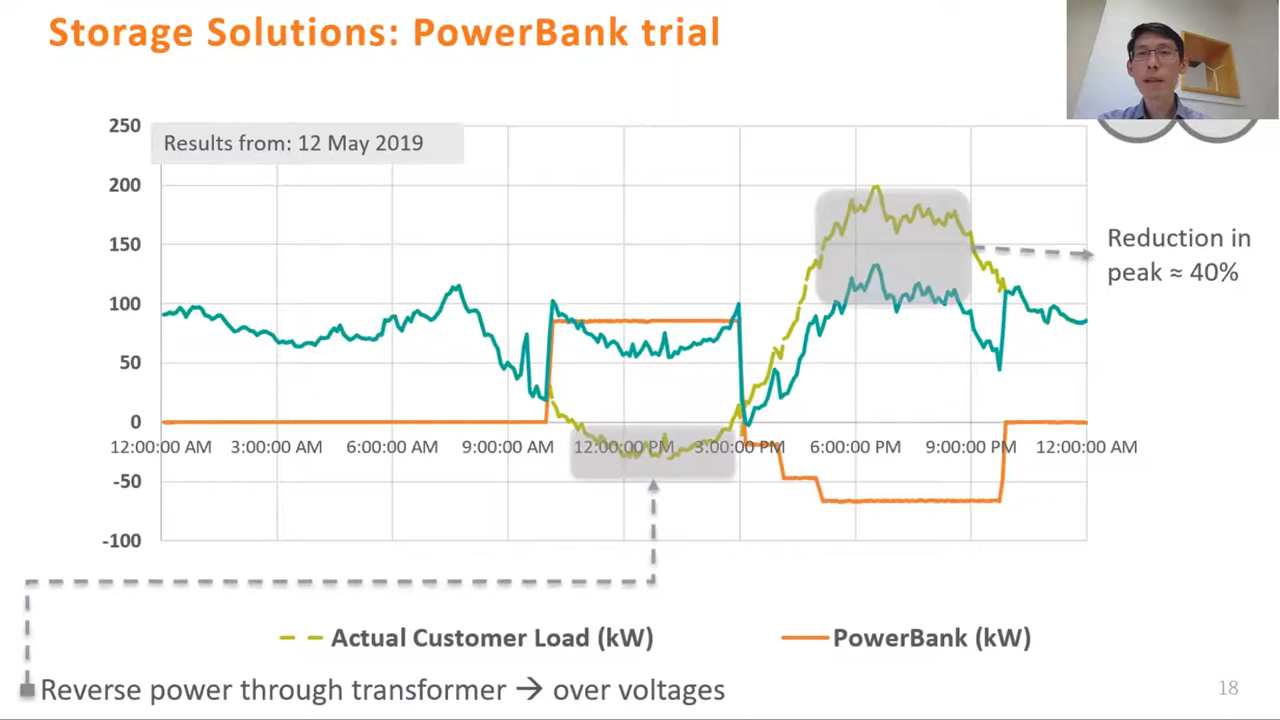 Storage Solutions: PowerBank trial
Results from: 12 May 2019
250
200
150
100
50
0
-50
-100
12:00:00 AM 3:00:00 AM 6:00:00 AM 9:00:00 AM 12:00:00 PM 3:00:00 PM 6:00:00 PM 9:00:00 PM 12:00:00 AM
Reduction in
peak ≈ 40%
Actual Customer Load (kW) PowerBank (kW)
Reverse power through transformer → over voltages
18